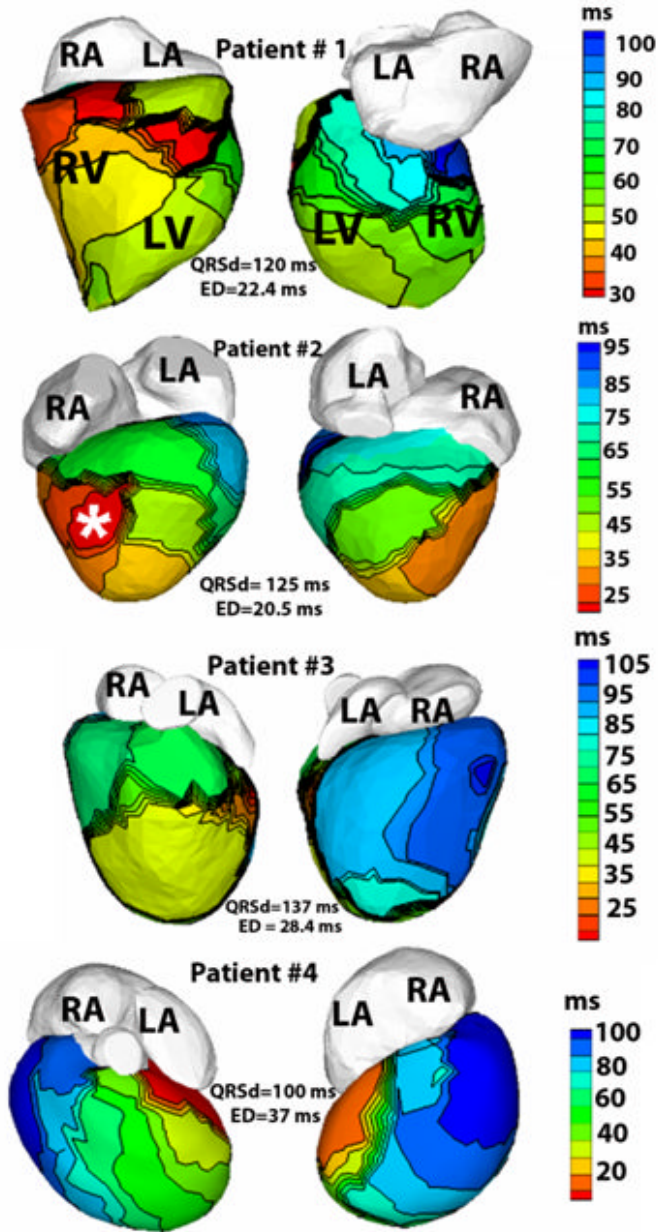 Patient # 1
RA LA
LA RA
RV
LV
LV RV
QRSd=120 ms
ED=22.4 ms
ms
100
90
80
70
60
50
40
30
Patient #2
RA LA
LA RA
*
QRSd= 125 ms
ED=20.5 ms
ms
95
85
75
65
55
45
35
25
Patient #3
RA LA
LA RA
QRSd=137 ms
ED = 28.4 ms
ms
105
95
85
75
65
55
45
35
25
Patient #4
RA LA
LA RA
QRSd=100 ms
ED=37 ms
ms
100
80
60
40
20